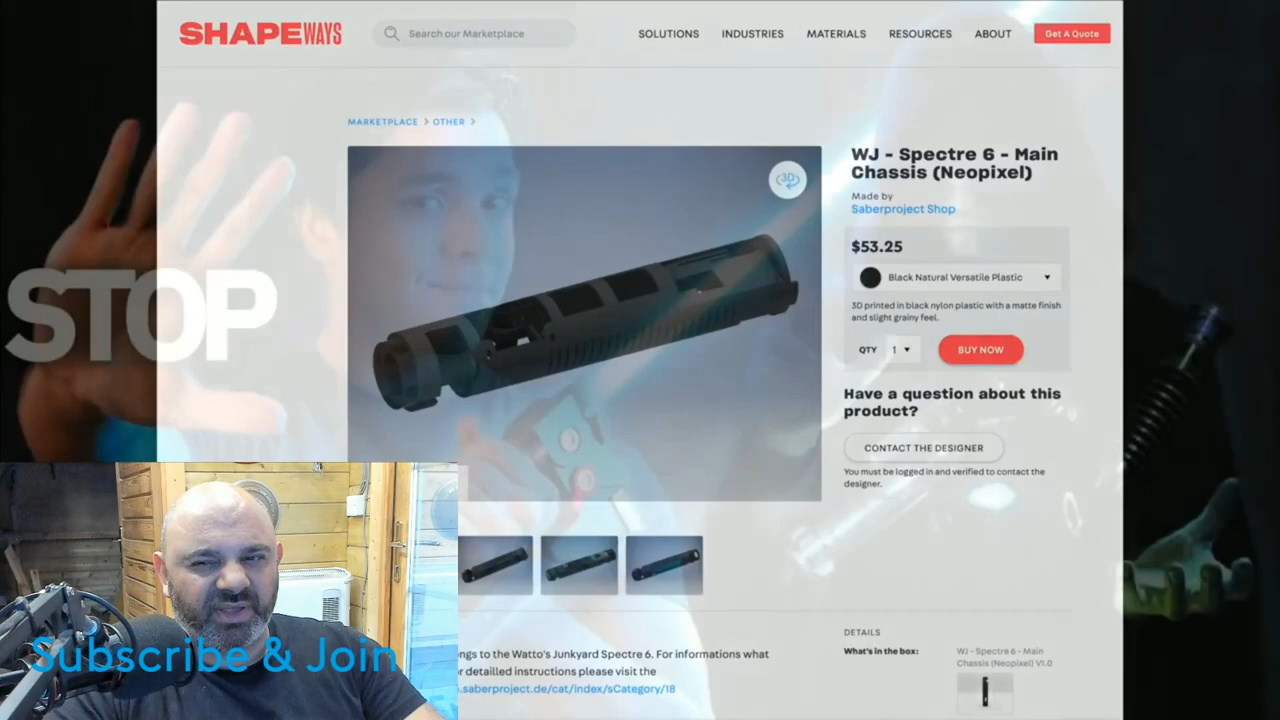 SHAPEWAYS
Search our Marketplace
SOLUTIONS
INDUSTRIES
MATERIALS
RESOURCES
ABOUT
Get A Quote
MARKETPLACE > OTHER >
3D
WJ - Spectre 6 - Main
Chassis (Neopixel)
Made by
Saberproject Shop
$53.25
Black Natural Versatile Plastic
3D printed in black nylon plastic with a matte finish
and slight grainy feel.
QTY 1
BUY NOW
Have a question about this
product?
CONTACT THE DESIGNER
You must be logged in and verified to contact the
designer.
STOP
DETAILS
What's in the box:
WJ - Spectre 6 - Main
Chassis (Neopixel) V1.0
ngs to the Watto's Junkyard Spectre 6. For informations what
r detailled instructions please visit the
.saberproject.de/cat/index/sCategory/18
Subscribe & Join